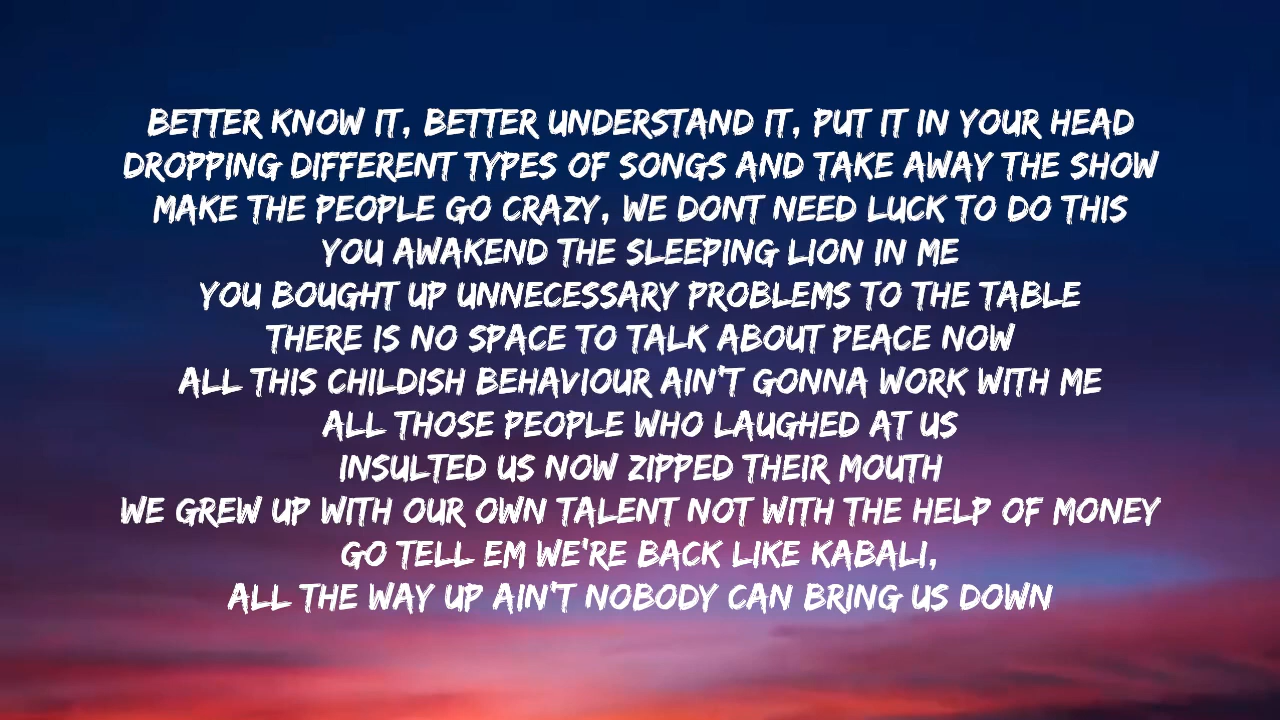 BETTER KNOW IT, BETTER UNDERSTAND IT, PUT IT IN YOUR HEAD
DROPPING DIFFERENT TYPES OF SONGS AND TAKE AWAY THE SHOW
MAKE THE PEOPLE GO CRAZY, WE DONT NEED LUCK TO DO THIS
YOU AWAKEND THE SLEEPING LION IN ME
YOU BOUGHT UP UNNECESSARY PROBLEMS TO THE TABLE
THERE IS NO SPACE TO TALK ABOUT PEACE NOW
ALL THIS CHILDISH BEHAVIOUR AIN'T GONNA WORK WITH ME
ALL THOSE PEOPLE WHO LAUGHED AT US
INSULTED US NOW ZIPPED THEIR MOUTH
WE GREW UP WITH OUR OWN TALENT NOT WITH THE HELP OF MONEY
GO TELL EM WE'RE BACK LIKE KABALI,
ALL THE WAY UP AIN'T NOBODY CAN BRING US DOWN